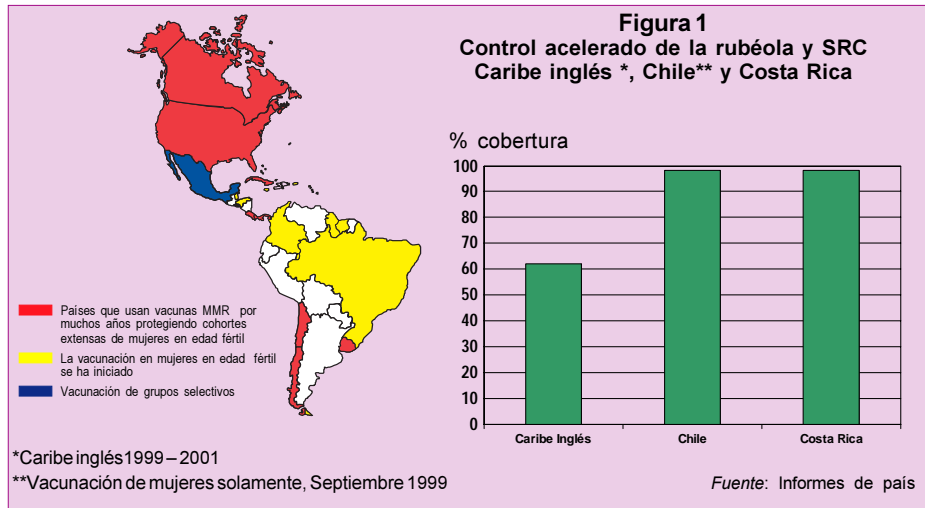 Figura 1
Control acelerado de la rubéola y SRC
Caribe inglés *, Chile** y Costa Rica
% cobertura
100
90
80
70
60
50
40
30
20
10
0
Caribe Inglés
Chile
Costa Rica
Países que usan vacunas MMR por
muchos años protegiendo cohortes
extensas de mujeres en edad fértil
La vacunación en mujeres en edad fértil
se ha iniciado
Vacunación de grupos selectivos
*Caribe inglés1999–2001
**Vacunación de mujeres solamente, Septiembre 1999
Fuente: Informes de país